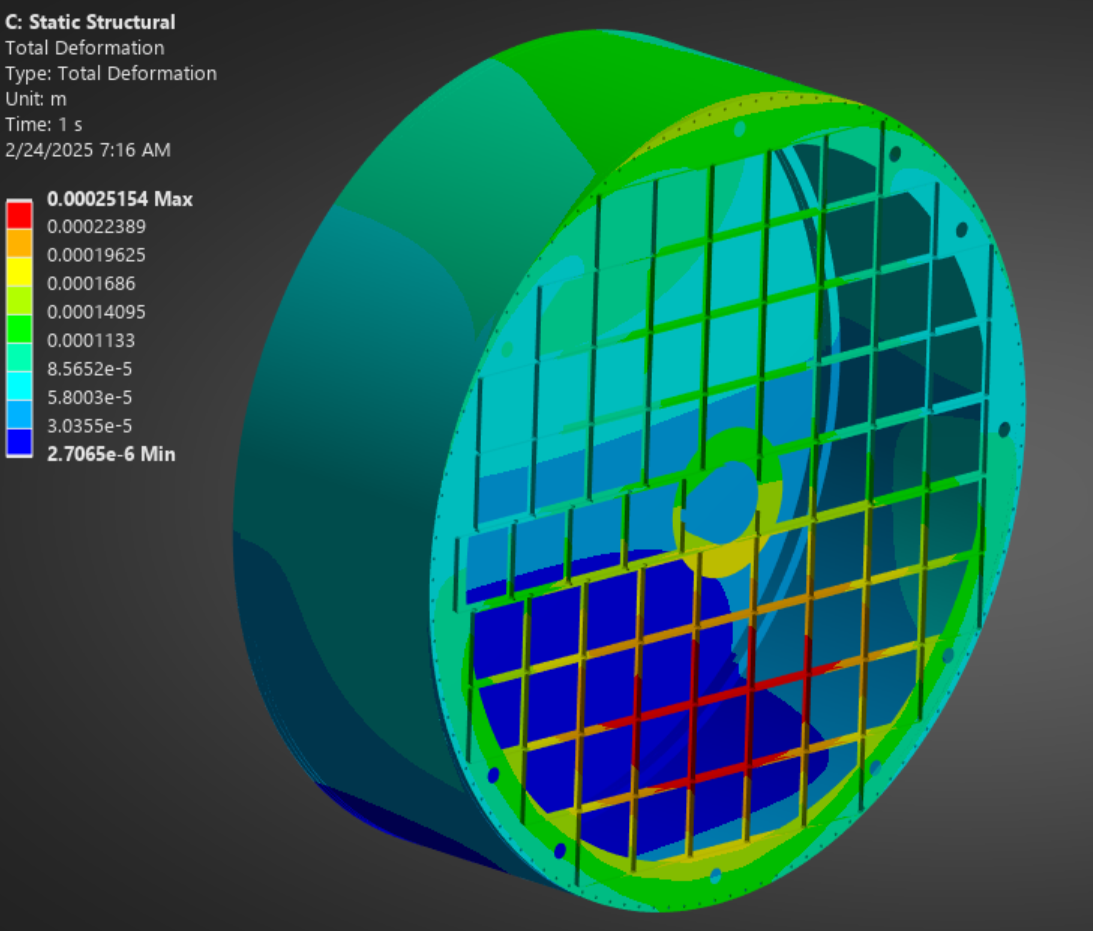 C: Static Structural
Total Deformation
Type: Total Deformation
Unit: m
Time: 1 s
2/24/2025 7:16 AM
0.00025154 Max
0.00022389
0.00019625
0.0001686
0.00014095
0.0001133
8.5652e-5
5.8003e-5
3.0355e-5
2.7065e-6 Min